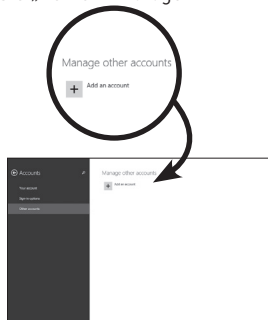 Manage other accounts
Add an account
Accounts
Your account
Sign-in options
Other accounts
Manage other accounts
Add an account